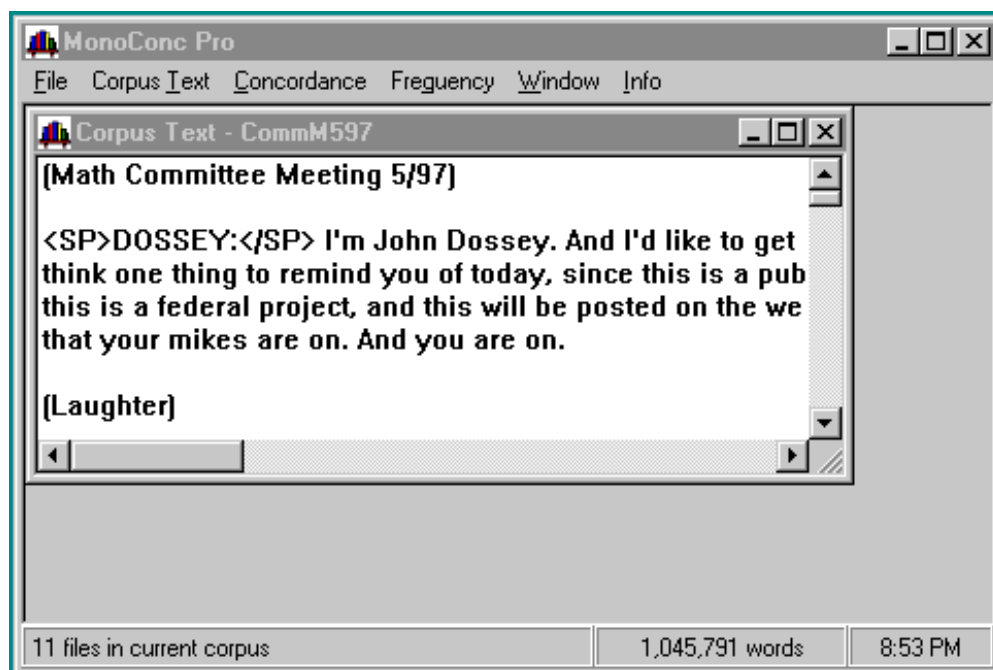 MonoConc Pro
File Corpus Text Concordance Freguency Window Info
Corpus Text - CommM597
(Math Committee Meeting 5/97)
<SP>DOSSEY:</SP> I'm John Dossey. And I'd like to get
think one thing to remind you of today, since this is a pub
this is a federal project, and this will be posted on the we
that your mikes are on. And you are on.
(Laughter)
11 files in current corpus 1,045,791 words 8:53 PM